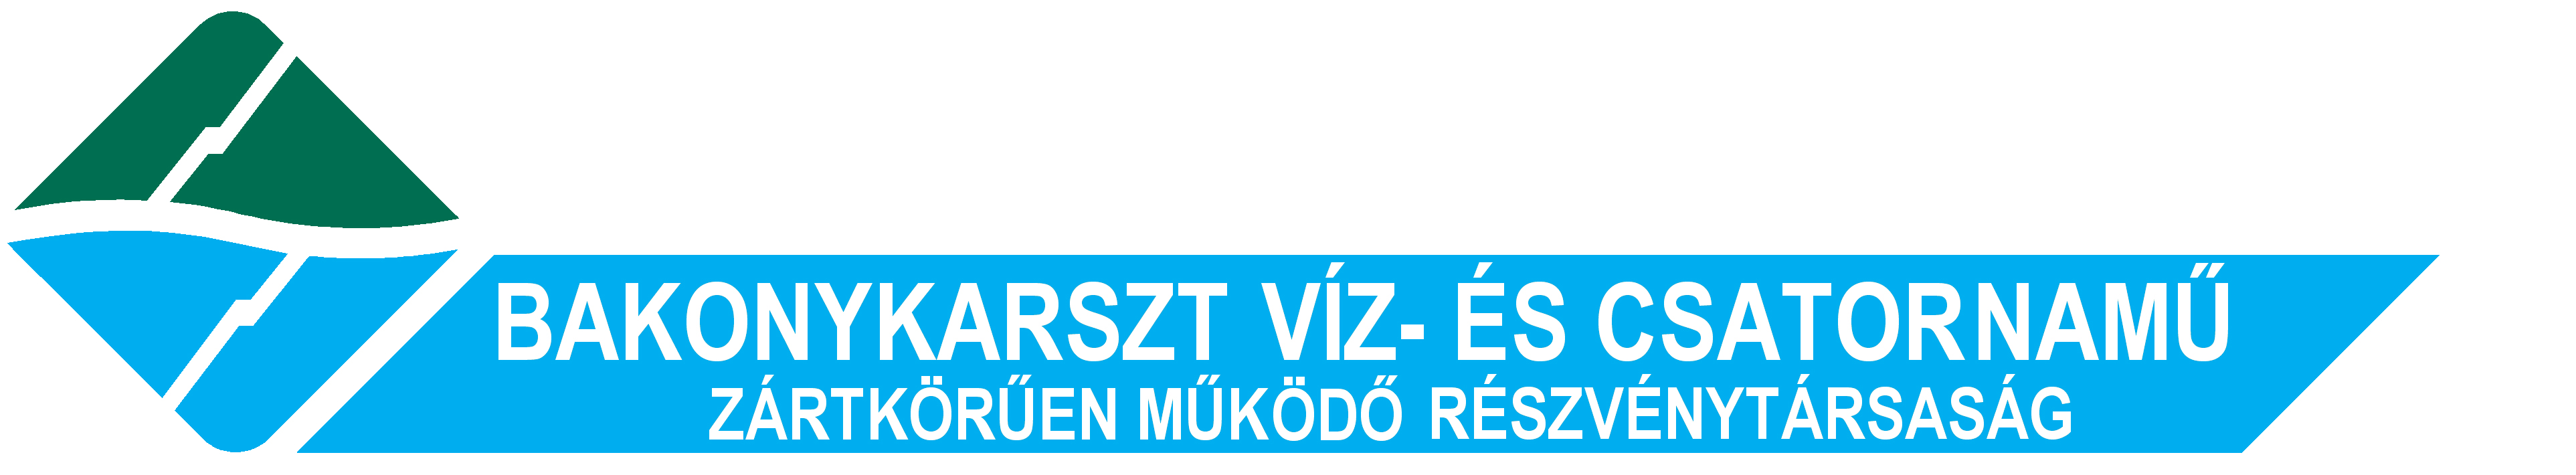 BAKONYKARSZT VÍZ- ÉS CSATORNAMŰ
ZÁRTKÖRŰEN MŰKÖDŐ RÉSZVÉNYTÁRSASÁG